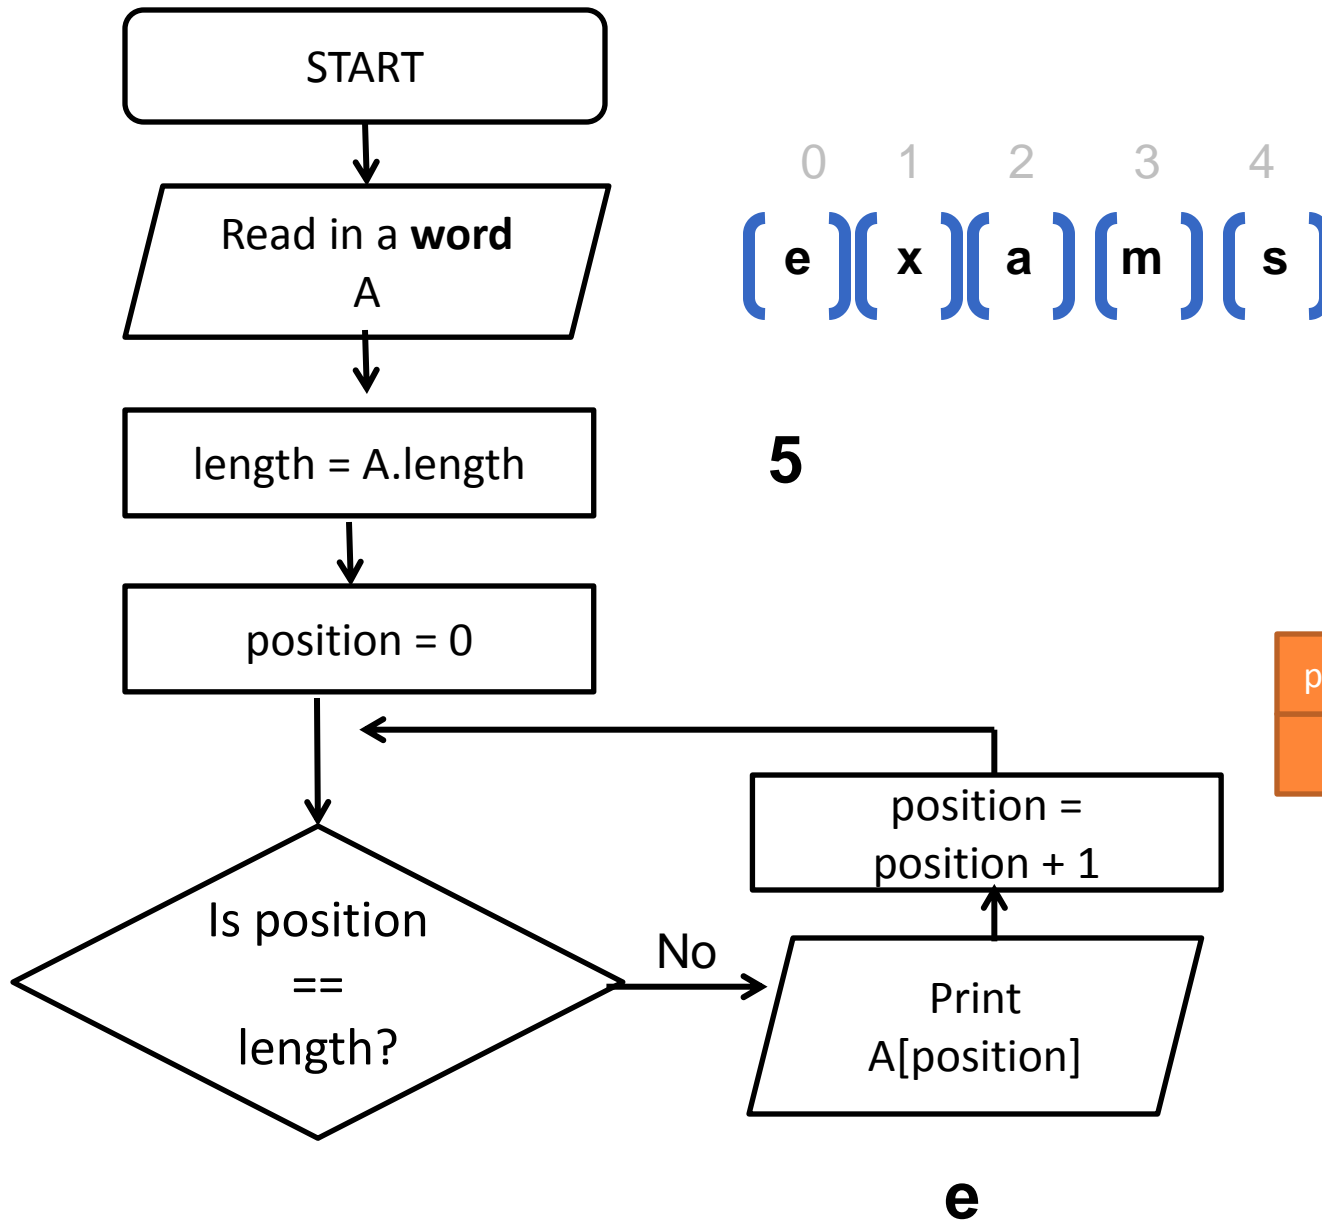 START
0 1 2 3 4
Read in a word
A
e x a m s
length = A.length
5
position = 0
p
position =
position + 1
Is position
==
length?
No
Print
A[position]
e